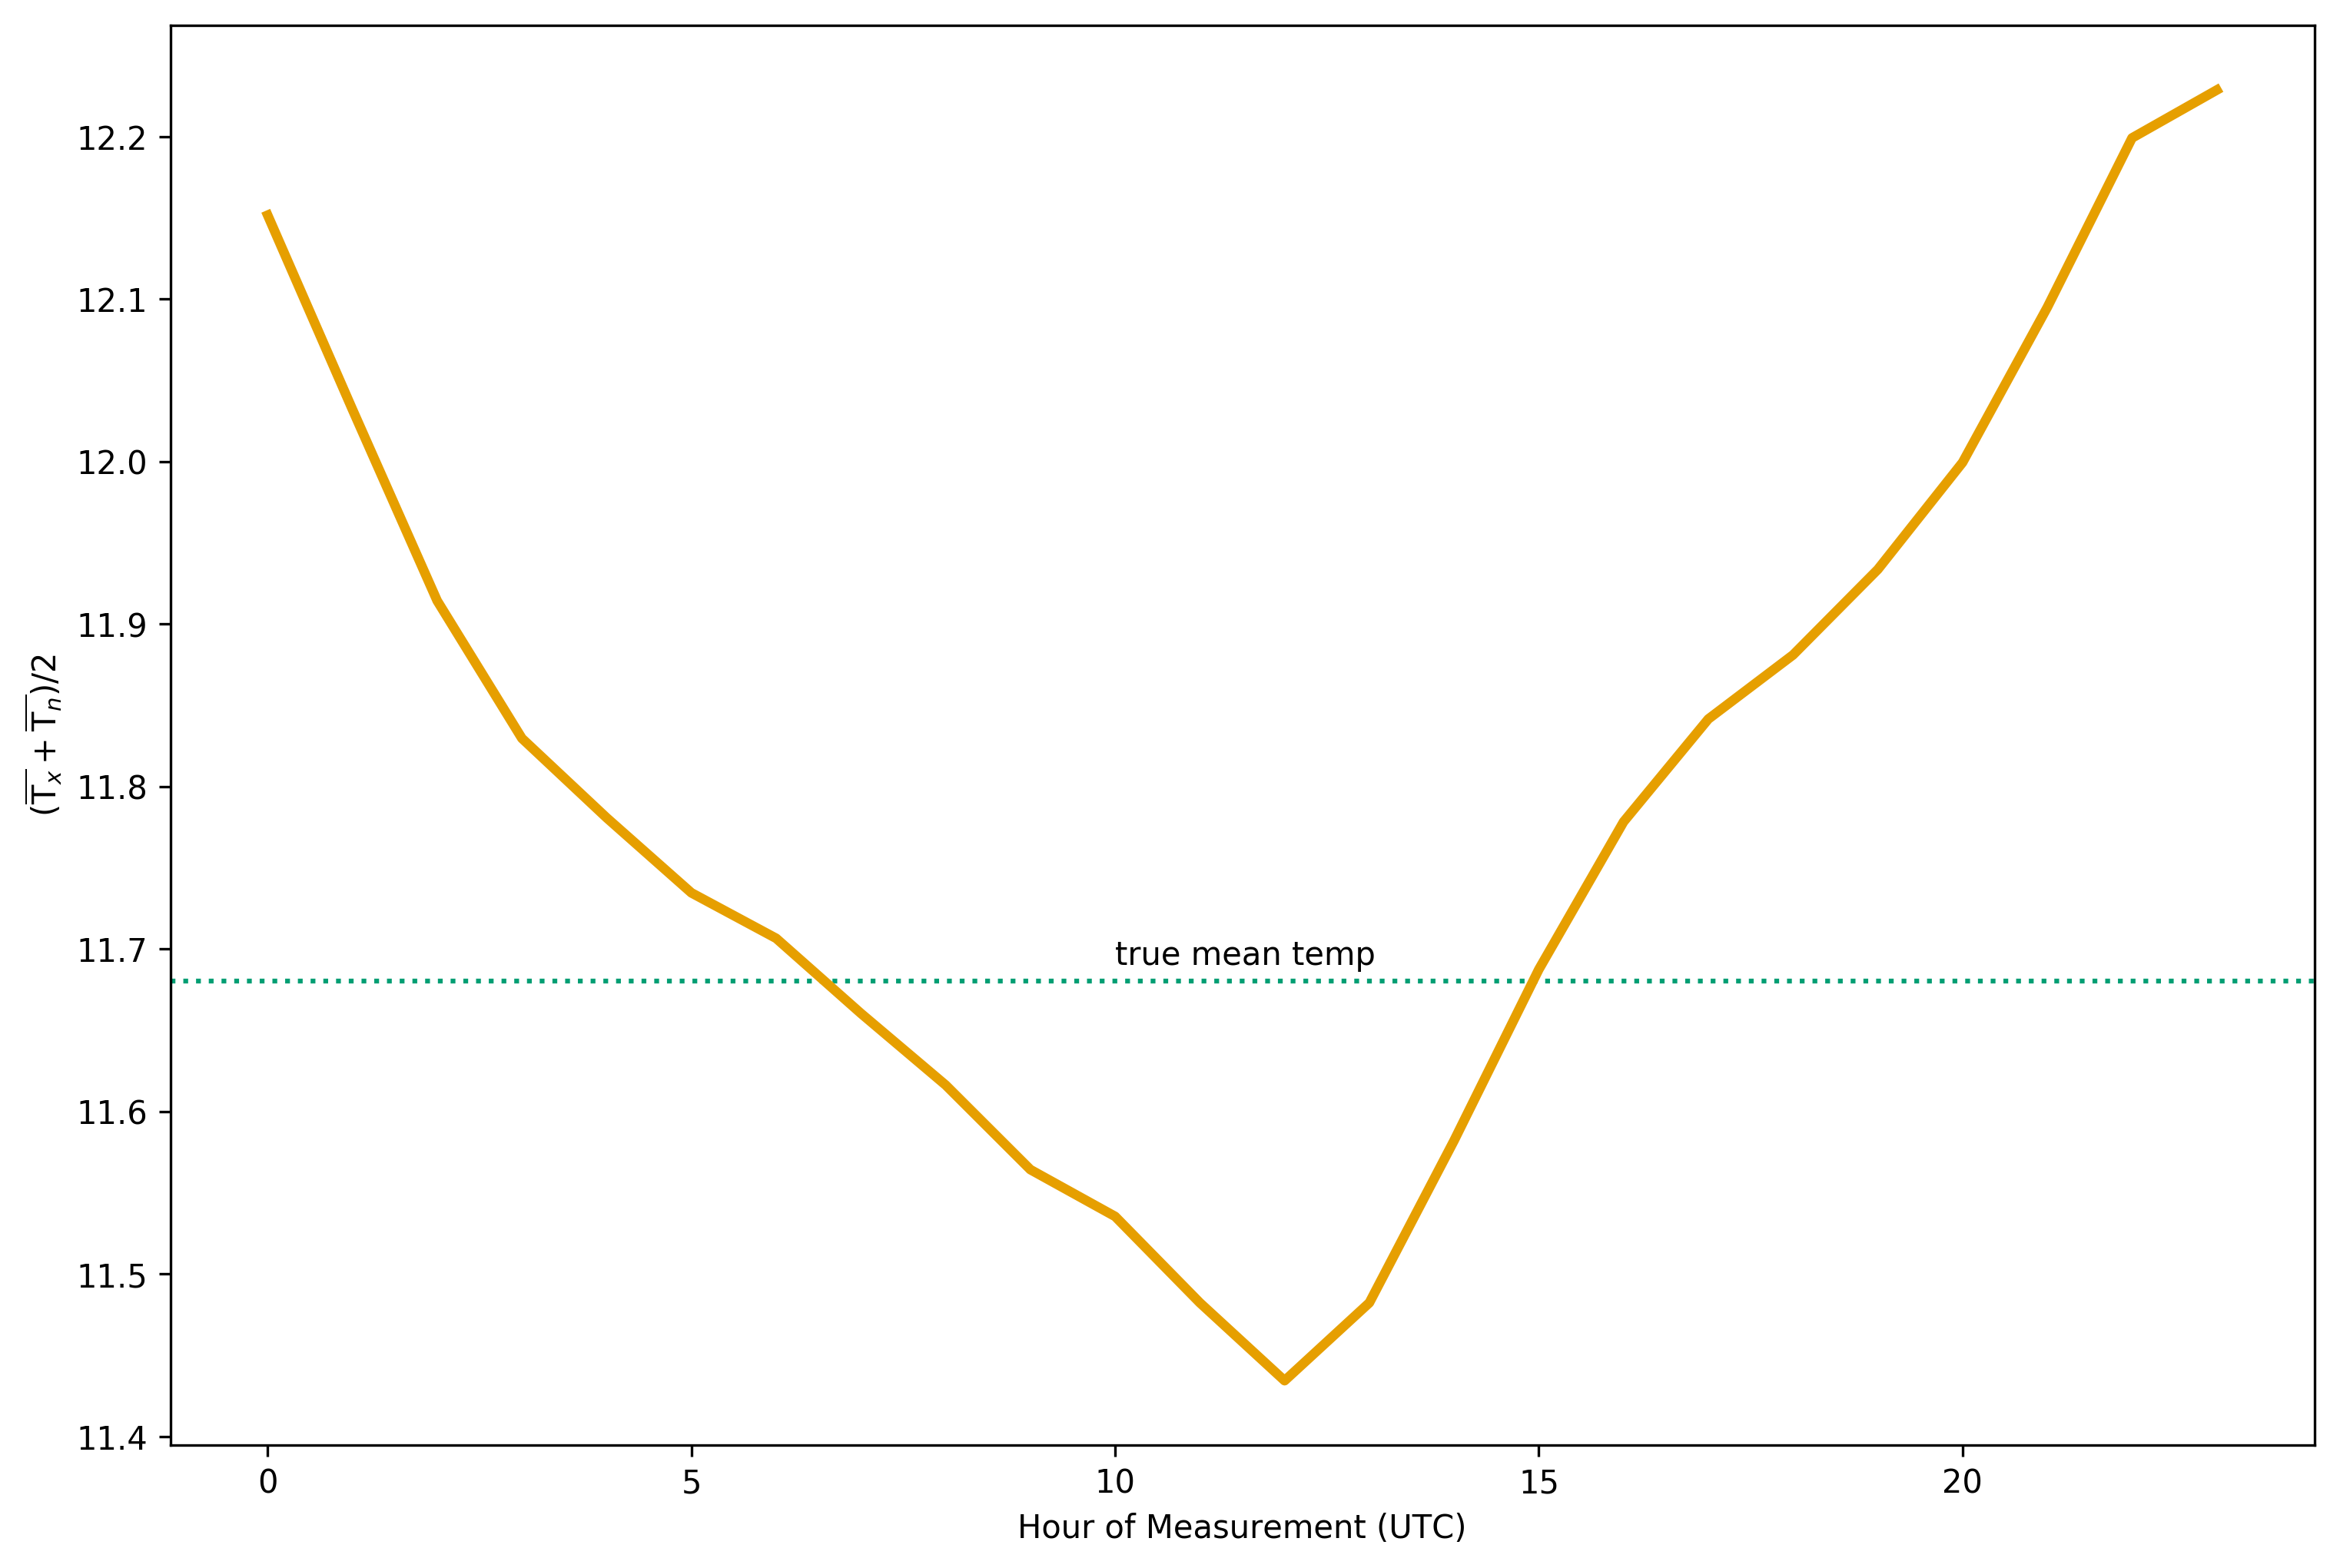 12.2
12.1
12.0
11.9
11.8
11.7
11.6
11.5
11.4
(T̅ₓ + T̅ₙ)/2
true mean temp
0 5 10 15 20
Hour of Measurement (UTC)